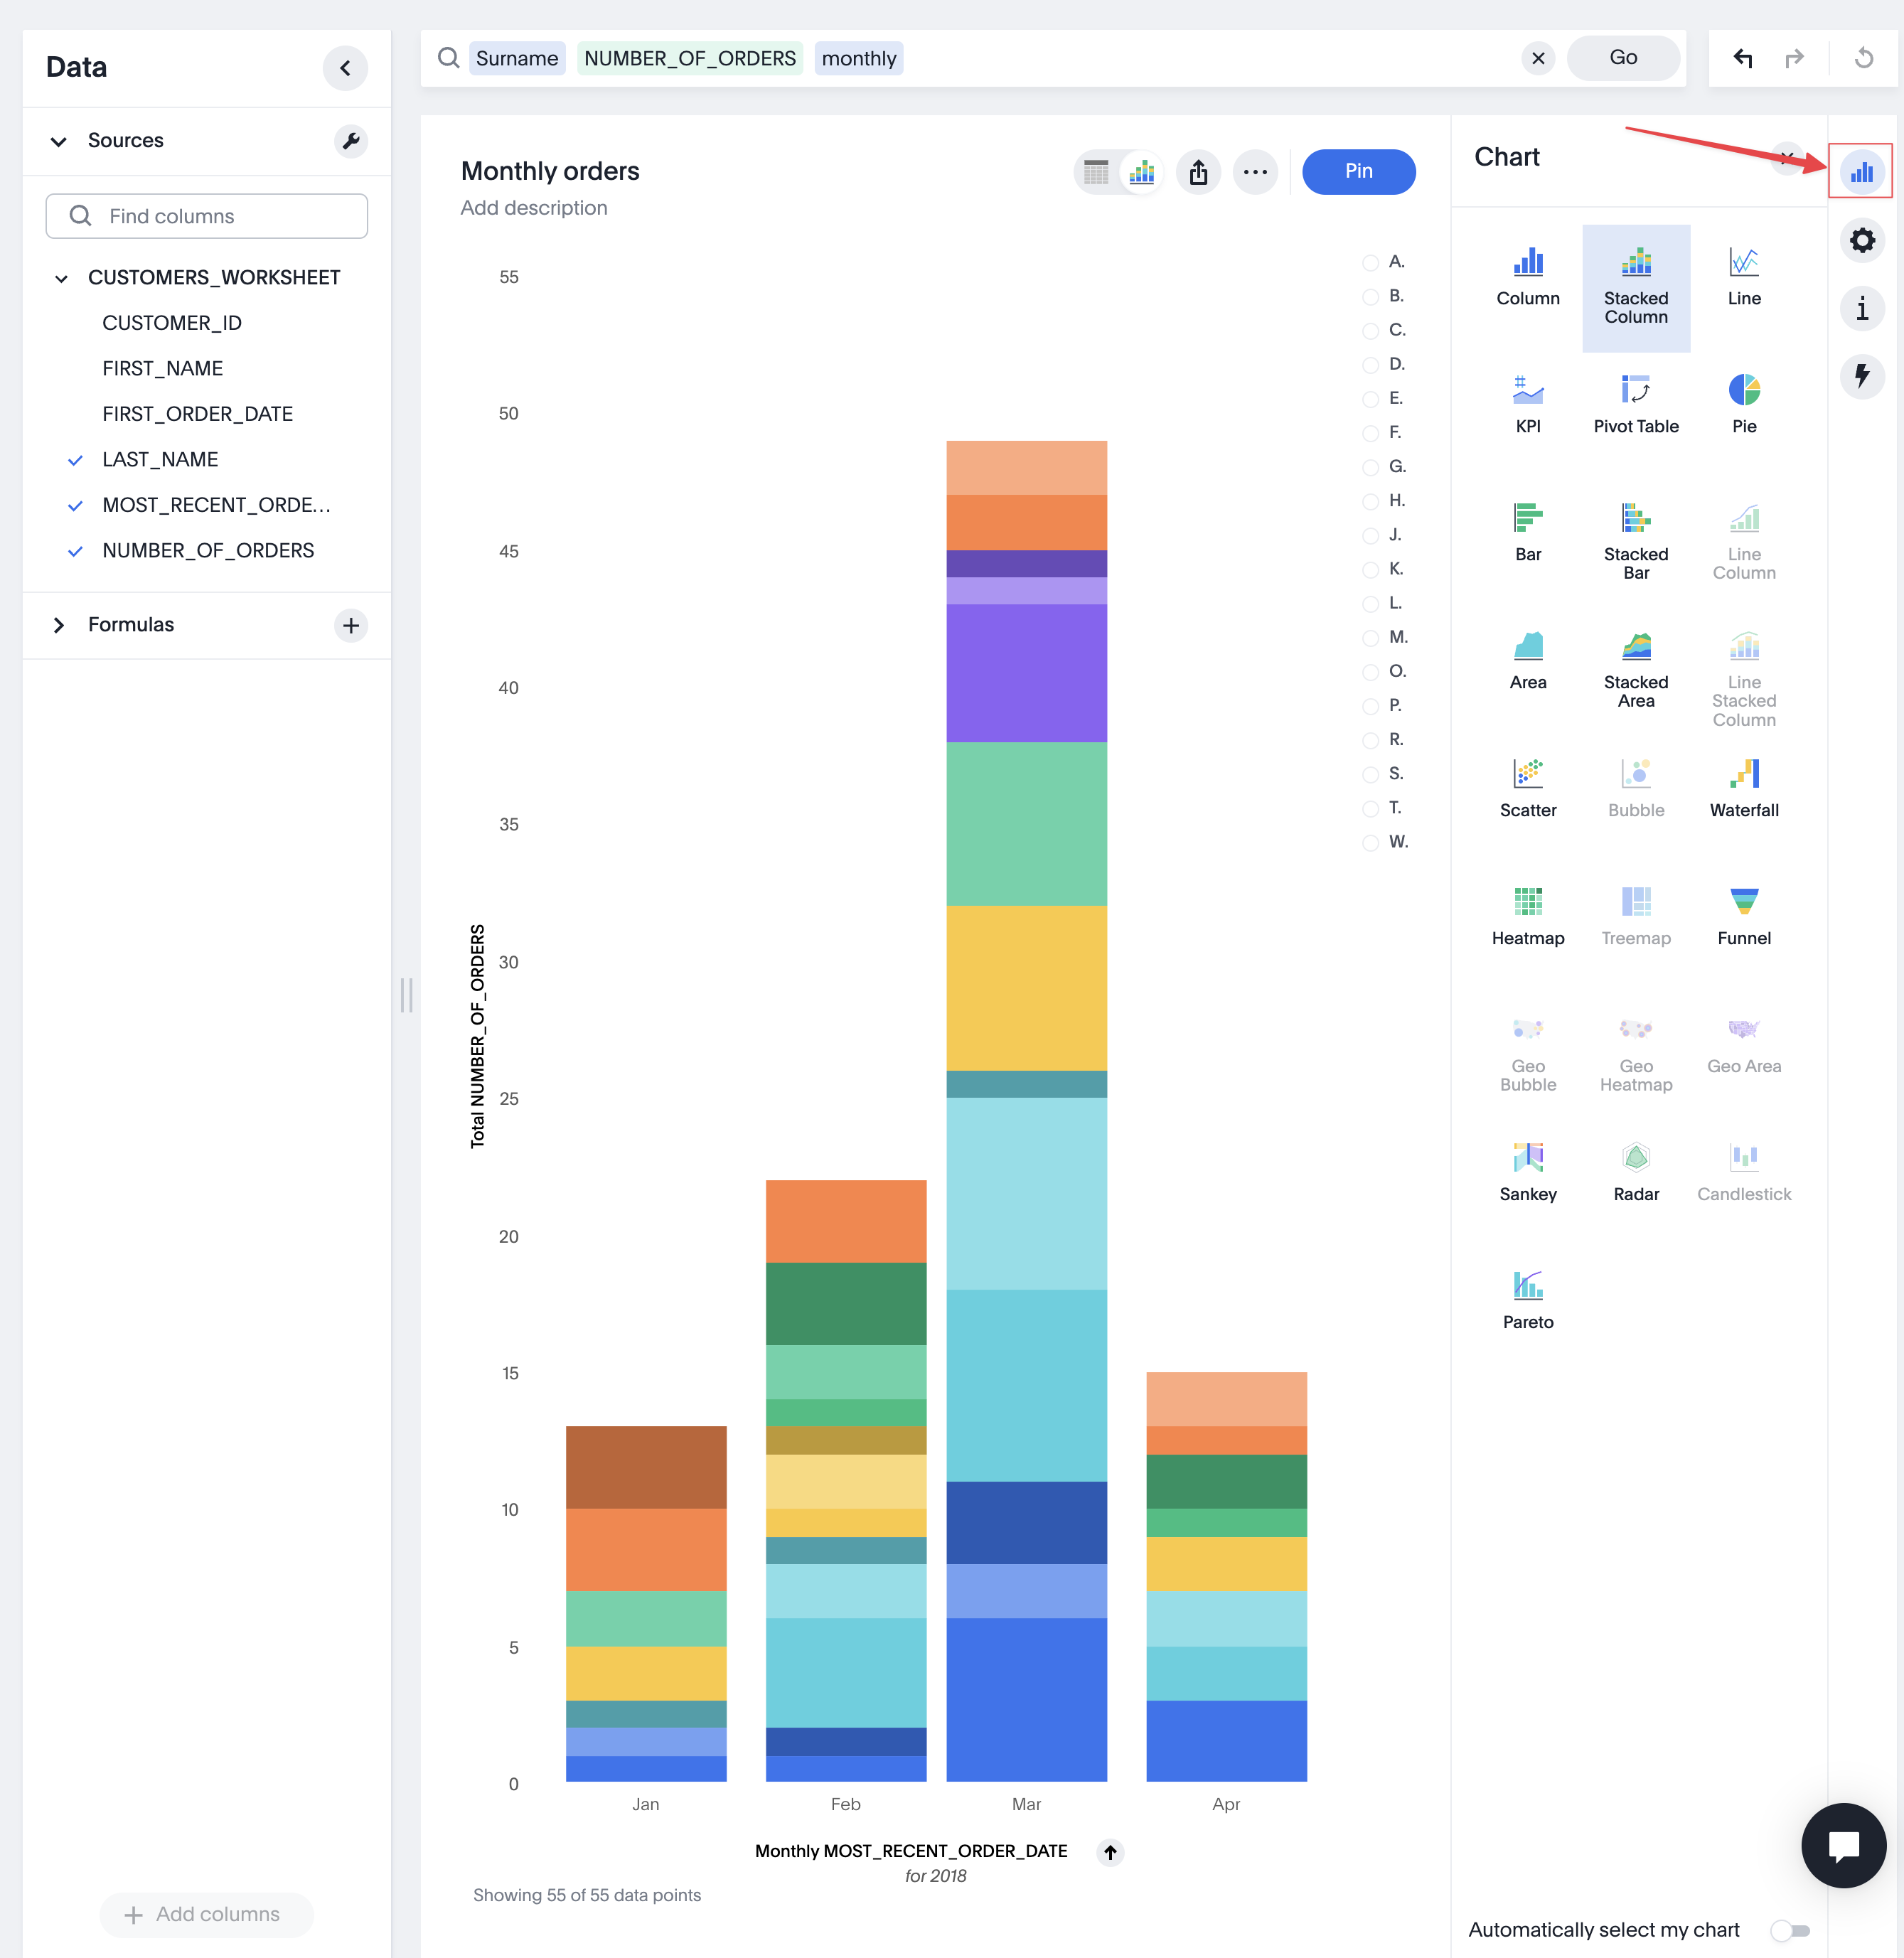 Data
Sources
Find columns
CUSTOMERS_WORKSHEET
CUSTOMER_ID
FIRST_NAME
FIRST_ORDER_DATE
LAST_NAME
MOST_RECENT_ORDE...
NUMBER_OF_ORDERS
Formulas
Add columns
Surname NUMBER_OF_ORDERS monthly
Go
Monthly orders
Add description
Pin
55
50
45
40
35
30
25
20
15
10
5
0
Total NUMBER_OF_ORDERS
A.
B.
C.
D.
E.
F.
G.
H.
J.
K.
L.
M.
O.
P.
R.
S.
T.
W.
Jan Feb Mar Apr
Monthly MOST_RECENT_ORDER_DATE
for 2018
Showing 55 of 55 data points
Chart
Column
Stacked
Column
Line
KPI
Pivot Table
Pie
Bar
Stacked
Bar
Line
Column
Area
Stacked
Area
Line
Stacked
Column
Scatter
Bubble
Waterfall
Heatmap
Treemap
Funnel
Geo
Bubble
Geo
Heatmap
Geo Area
Sankey
Radar
Candlestick
Pareto
Automatically select my chart